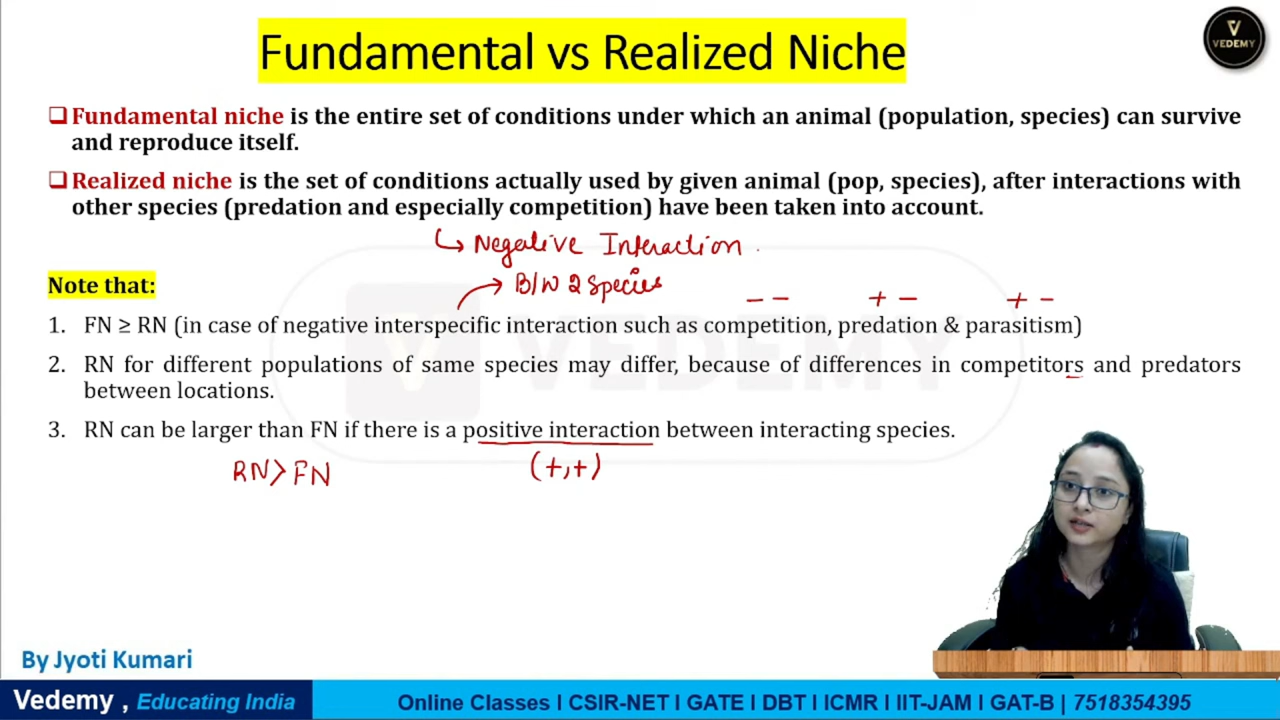 Fundamental vs Realized Niche
VEDEMY
❑Fundamental niche is the entire set of conditions under which an animal (population, species) can survive
and reproduce itself.
❑Realized niche is the set of conditions actually used by given animal (pop, species), after interactions with
other species (predation and especially competition) have been taken into account.
↳ Negative Interaction
→ B/W 2 Species
Note that:
−− + − + −
1. FN ≥ RN (in case of negative interspecific interaction such as competition, predation & parasitism)
2. RN for different populations of same species may differ, because of differences in competitors and predators
between locations.
3. RN can be larger than FN if there is a positive interaction between interacting species.
RN > FN (+,+)
VEDEMY
By Jyoti Kumari
Vedemy , Educating India
Online Classes I CSIR-NET I GATE I DBT I ICMR I IIT-JAM I GAT-B I 7518354395